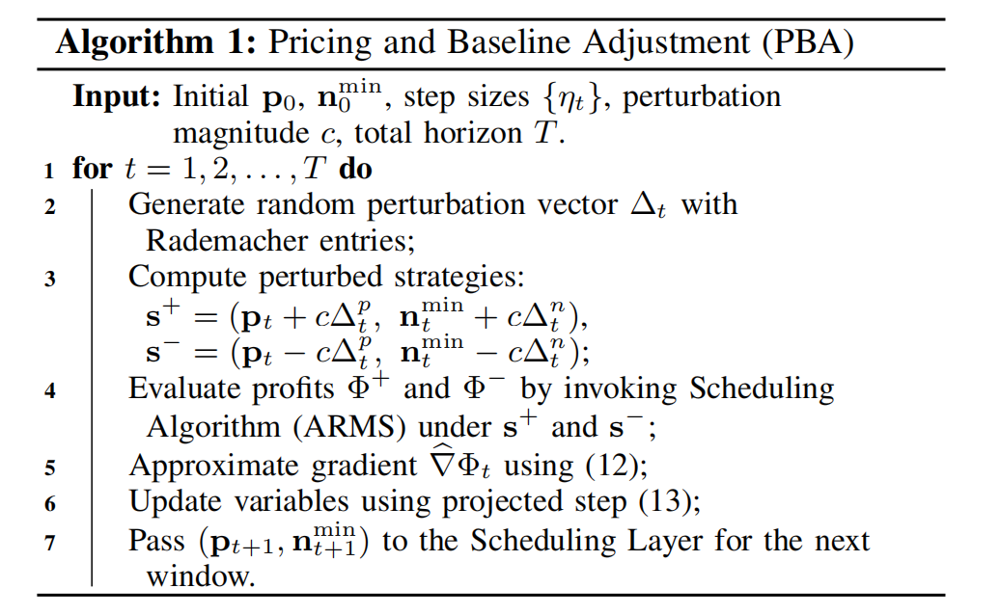 Algorithm 1: Pricing and Baseline Adjustment (PBA)
Input: Initial $\mathbf{p}_0$, $\mathbf{n}_0^{\min}$, step sizes $\{\eta_t\}$, perturbation
magnitude $c$, total horizon $T$.
1 for $t = 1, 2, \ldots, T$ do
2 Generate random perturbation vector $\Delta_t$ with
Rademacher entries;
3 Compute perturbed strategies:
$\mathbf{s}^+ = (\mathbf{p}_t + c\Delta_t^p, \mathbf{n}_t^{\min} + c\Delta_t^n),$
$\mathbf{s}^- = (\mathbf{p}_t - c\Delta_t^p, \mathbf{n}_t^{\min} - c\Delta_t^n);$
4 Evaluate profits $\Phi^+$ and $\Phi^-$ by invoking Scheduling
Algorithm (ARMS) under $\mathbf{s}^+$ and $\mathbf{s}^-$;
5 Approximate gradient $\widehat{\nabla}\Phi_t$ using (12);
6 Update variables using projected step (13);
7 Pass $(\mathbf{p}_{t+1}, \mathbf{n}_{t+1}^{\min})$ to the Scheduling Layer for the next
window.